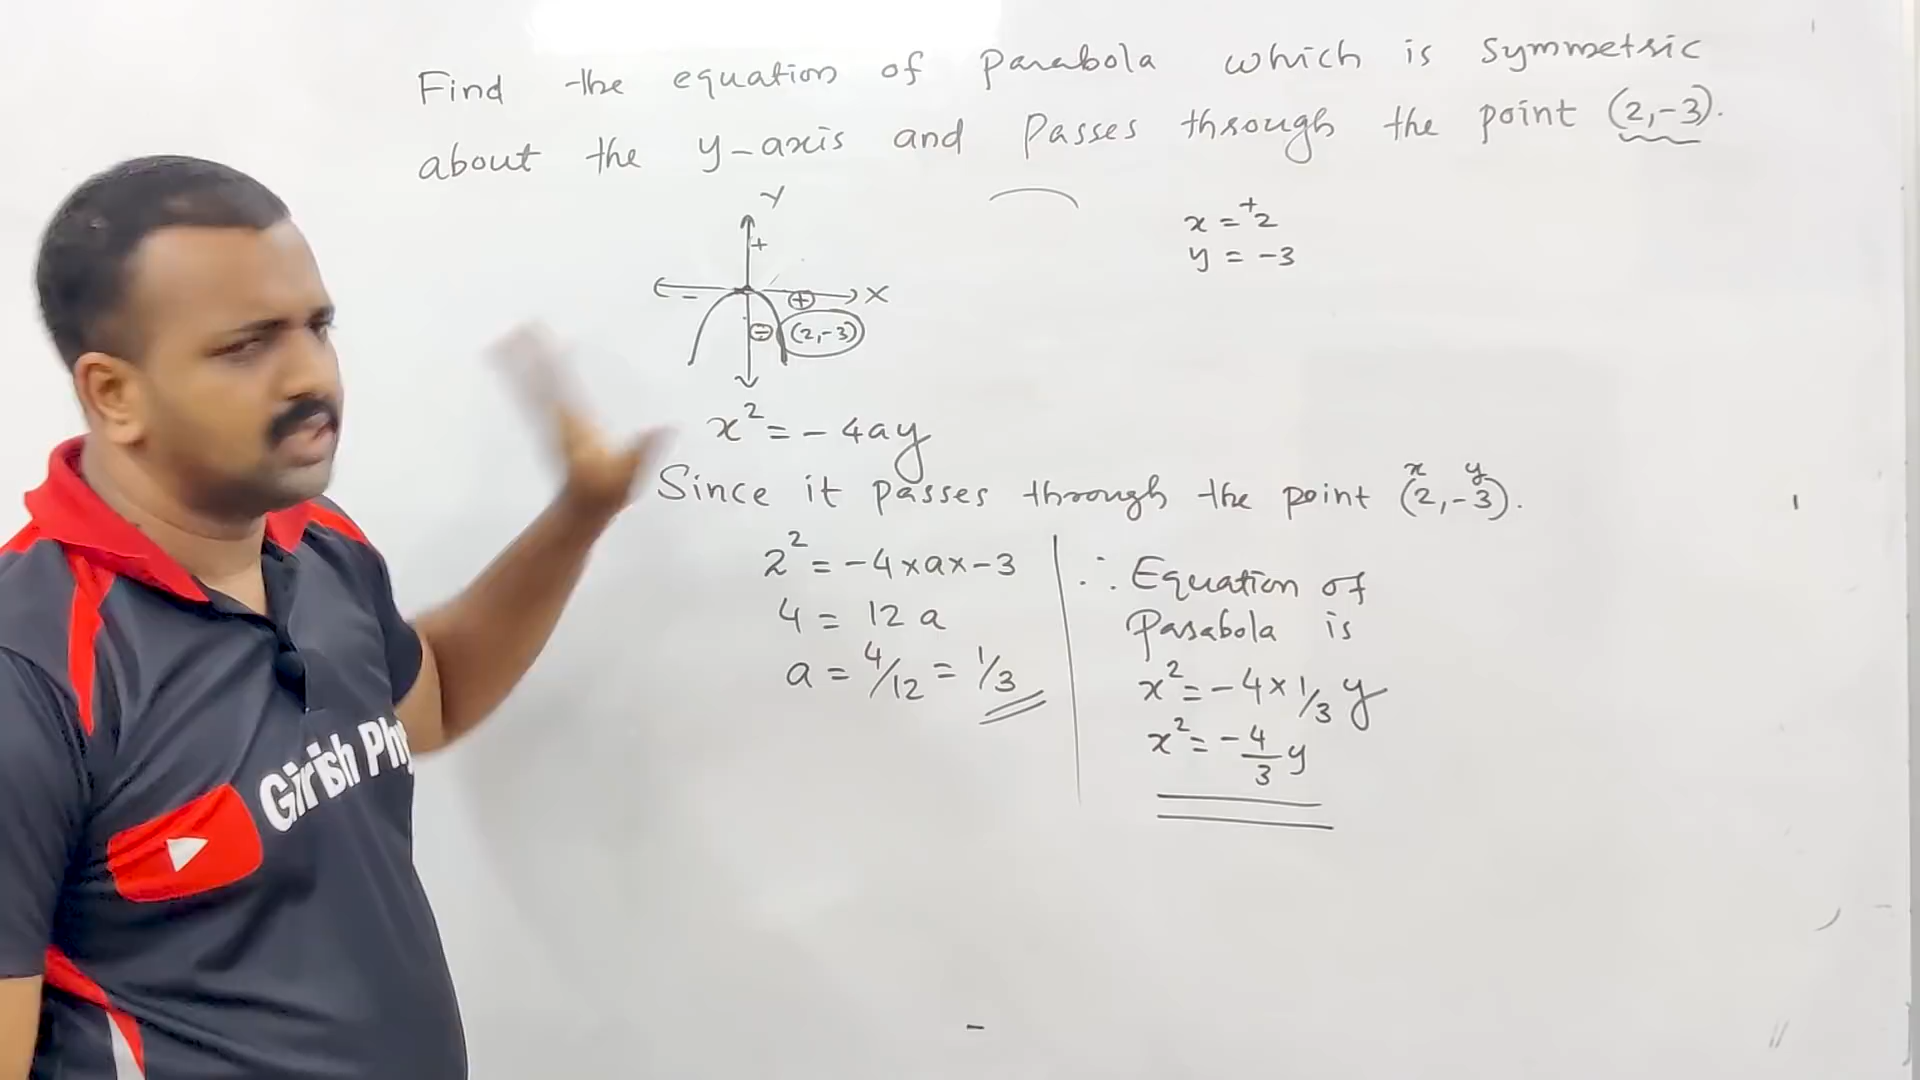 Find the equation of Parabola which is symmetric
about the y-axis and Passes through the point (2,-3).
Y
+
- + X
- (2,-3)
x = +2
y = -3
x² = -4ay
Since it passes through the point (2,-3).
x y
2² = -4×a×-3
4 = 12 a
a = 4/12 = 1/3
∴ Equation of
Parabola is
x² = -4×1/3 y
x² = -4/3 y
Girish Phy